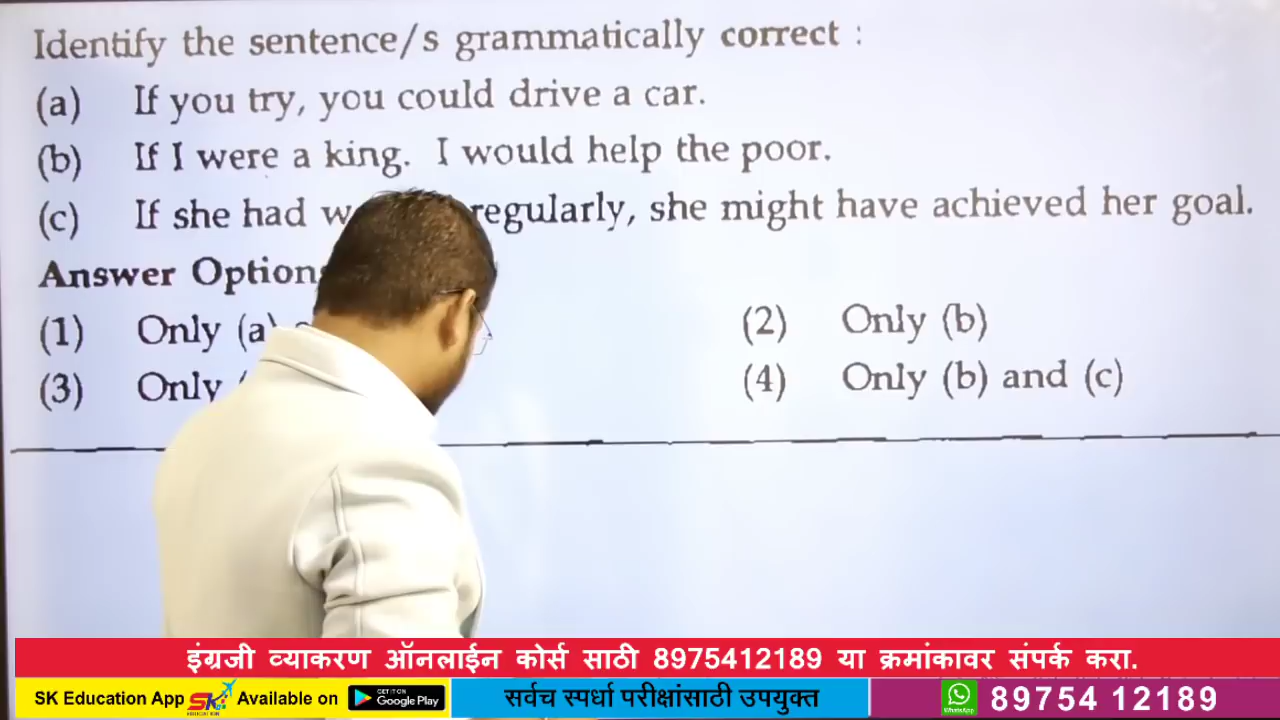 Identify the sentence/s grammatically correct :
(a) If you try, you could drive a car.
(b) If I were a king. I would help the poor.
(c) If she had regularly, she might have achieved her goal.
Answer Option
(1) Only (a)
(2) Only (b)
(3) Only
(4) Only (b) and (c)
इंग्रजी व्याकरण ऑनलाईन कोर्स साठी 8975412189 या क्रमांकावर संपर्क करा.
SK Education App SK EDUCATION Available on GET IT ON Google Play
सर्वच स्पर्धा परीक्षांसाठी उपयुक्त
WhatsApp 89754 12189